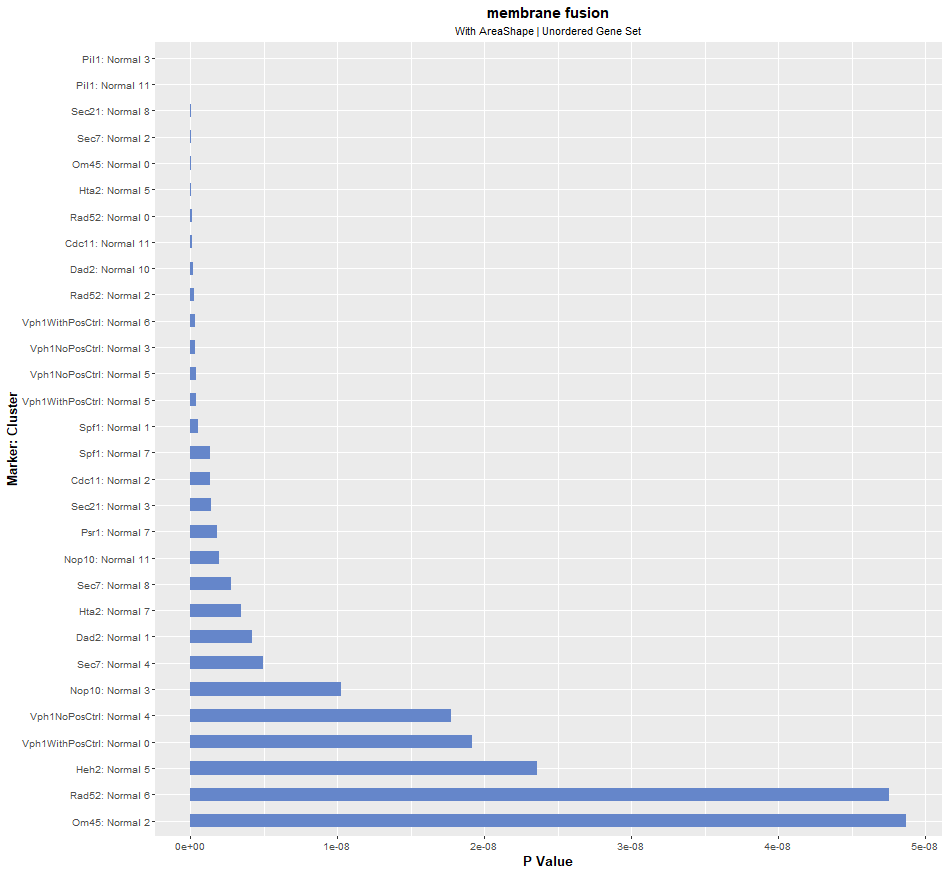 membrane fusion
With AreaShape | Unordered Gene Set
Marker: Cluster
Pil1: Normal 3
Pil1: Normal 11
Sec21: Normal 8
Sec7: Normal 2
Om45: Normal 0
Hta2: Normal 5
Rad52: Normal 0
Cdc11: Normal 11
Dad2: Normal 10
Rad52: Normal 2
Vph1WithPosCtrl: Normal 6
Vph1NoPosCtrl: Normal 3
Vph1NoPosCtrl: Normal 5
Vph1WithPosCtrl: Normal 5
Spf1: Normal 1
Spf1: Normal 7
Cdc11: Normal 2
Sec21: Normal 3
Psr1: Normal 7
Nop10: Normal 11
Sec7: Normal 8
Hta2: Normal 7
Dad2: Normal 1
Sec7: Normal 4
Nop10: Normal 3
Vph1NoPosCtrl: Normal 4
Vph1WithPosCtrl: Normal 0
Heh2: Normal 5
Rad52: Normal 6
Om45: Normal 2
0e+00 1e-08 2e-08 3e-08 4e-08 5e-08
P Value